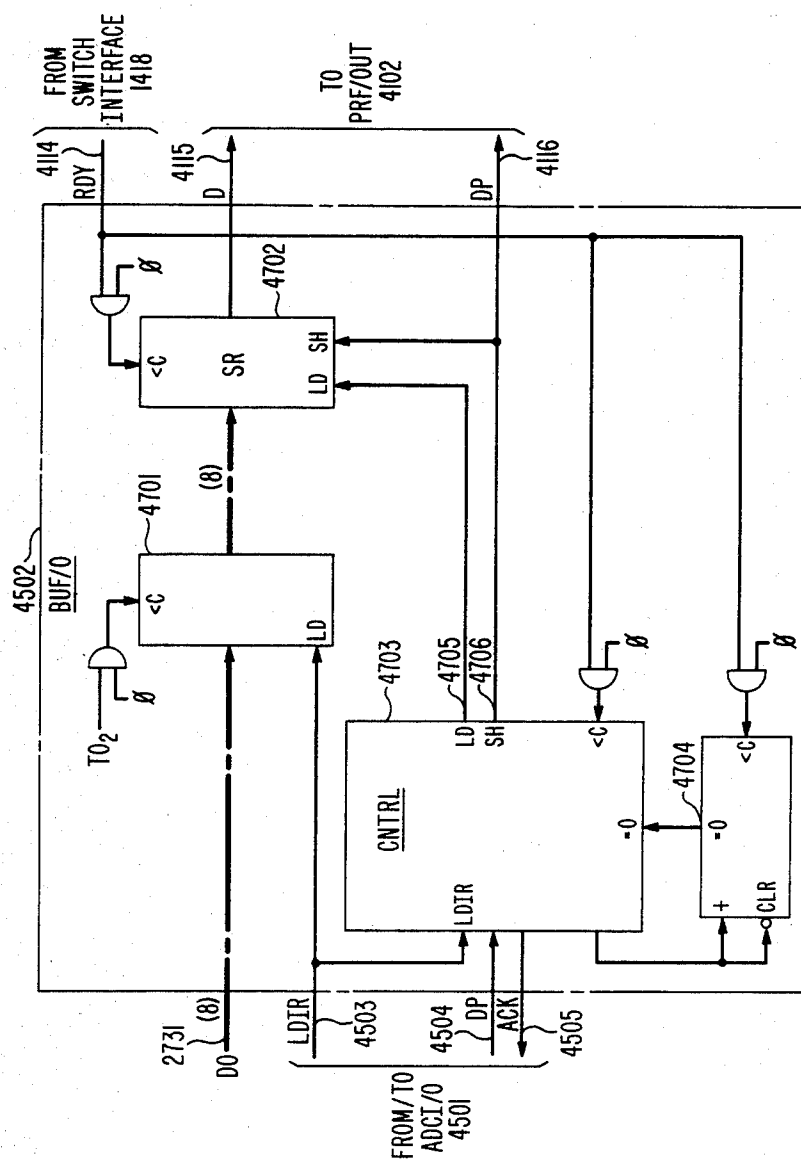 4502
BUF/O
FROM
SWITCH
INTERFACE
1418
4114
RDY
Ø
TO2
Ø
4701
<C
LD
(8)
4702
<C
SR
LD
SH
D
4115
TO
PRF/OUT
4102
DP
4116
2731
DO
(8)
LDIR
4503
4504
DP
ACK
4505
FROM/TO
ADCI/O
4501
4703
CNTRL
LDIR
LD
4705
SH
4706
<C
=0
Ø
4704
=0
+
CLR
<C
Ø